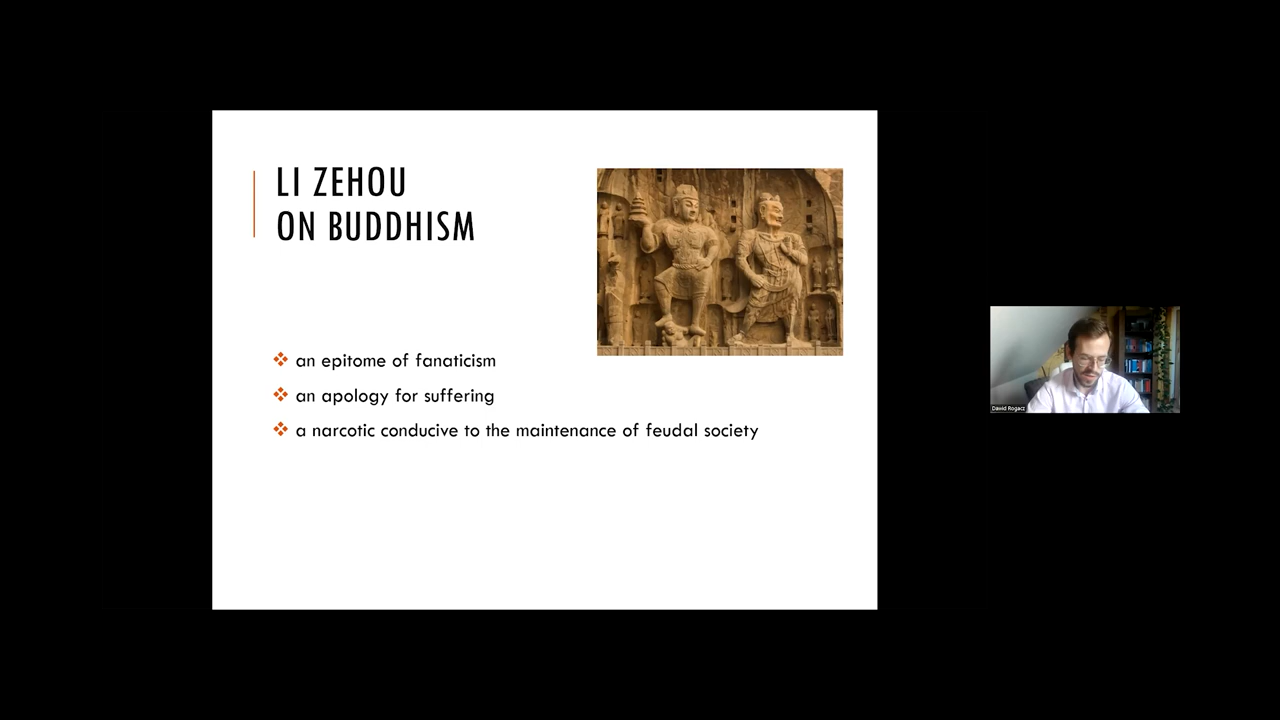 LI ZEHOU
ON BUDDHISM
an epitome of fanaticism
an apology for suffering
a narcotic conducive to the maintenance of feudal society
Dawid Rogacz